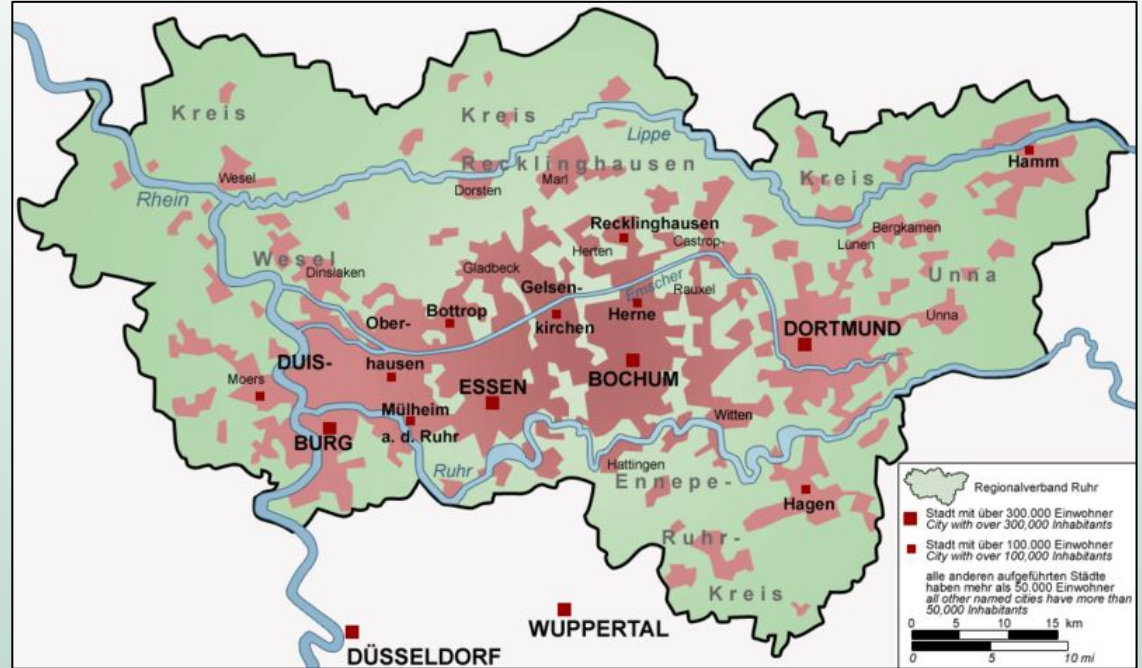 Kreis
Kreis
Lippe
Recklinghausen
Hamm
Wesel
Marl
Dorsten
Kreis
Rhein
Recklinghausen
Bergkamen
Herten
Castrop-
Lünen
Wesel
Gladbeck
Dinslaken
Unna
Gelsen-
Emscher
Rauxel
Bottrop
Herne
Unna
Ober-
kirchen
DORTMUND
DUIS-
hausen
Moers
BOCHUM
ESSEN
Mülheim
Witten
BURG
a. d. Ruhr
Ruhr
Hattingen
Ennepe-
Hagen
Ruhr-
Kreis
WUPPERTAL
DÜSSELDORF
Regionalverband Ruhr
Stadt mit über 300.000 Einwohner
City with over 300,000 Inhabitants
Stadt mit über 100.000 Einwohner
City with over 100,000 Inhabitants
alle anderen aufgeführten Städte
haben mehr als 50.000 Einwohner
all other named cities have more than
50,000 Inhabitants
0 5 10 15 km
0 5 10 mi